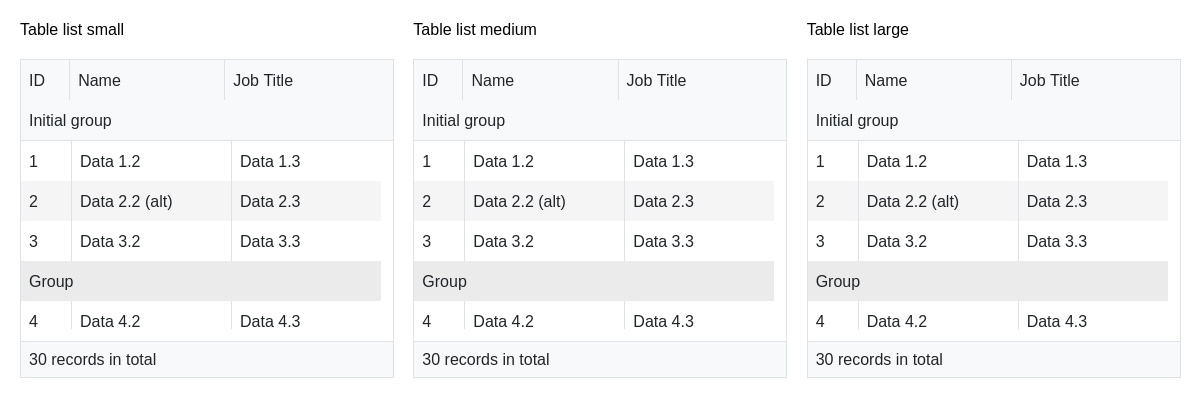 Table list small
ID Name Job Title
Initial group
1 Data 1.2 Data 1.3
2 Data 2.2 (alt) Data 2.3
3 Data 3.2 Data 3.3
Group
4 Data 4.2 Data 4.3
30 records in total
Table list medium
ID Name Job Title
Initial group
1 Data 1.2 Data 1.3
2 Data 2.2 (alt) Data 2.3
3 Data 3.2 Data 3.3
Group
4 Data 4.2 Data 4.3
30 records in total
Table list large
ID Name Job Title
Initial group
1 Data 1.2 Data 1.3
2 Data 2.2 (alt) Data 2.3
3 Data 3.2 Data 3.3
Group
4 Data 4.2 Data 4.3
30 records in total